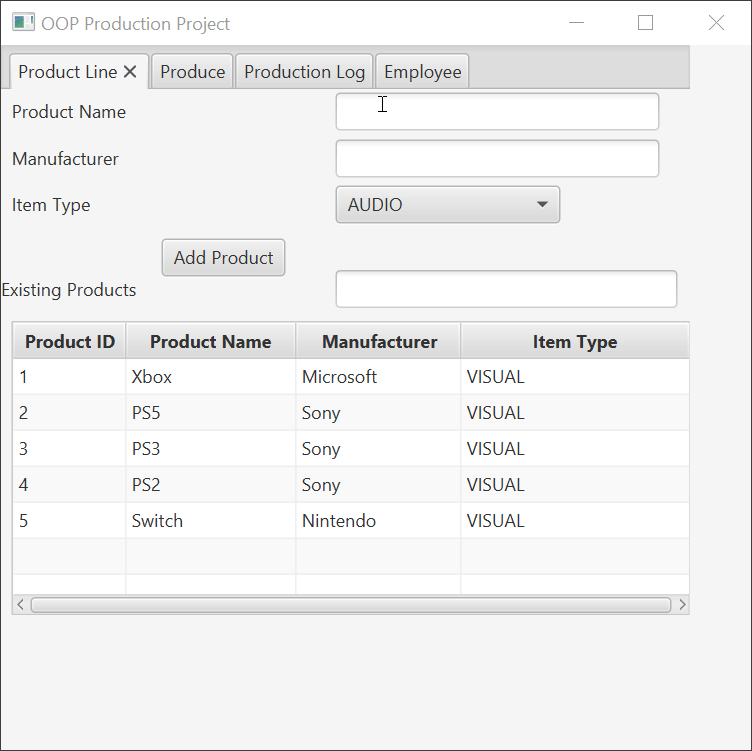 OOP Production Project
Product Line Produce Production Log Employee
Product Name
Manufacturer
Item Type AUDIO
Add Product
Existing Products
Product ID Product Name Manufacturer Item Type
1 Xbox Microsoft VISUAL
2 PS5 Sony VISUAL
3 PS3 Sony VISUAL
4 PS2 Sony VISUAL
5 Switch Nintendo VISUAL